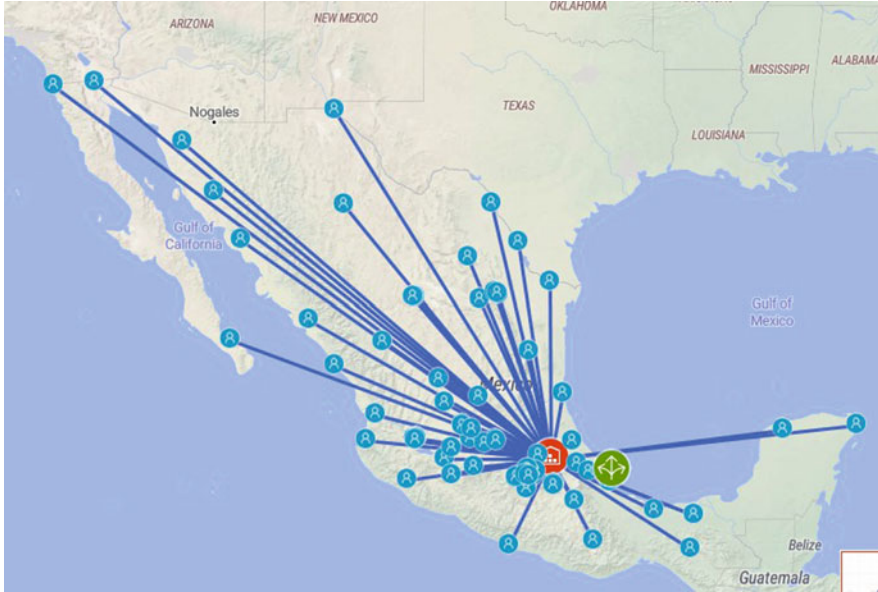 OKLAHOMA
ARIZONA
NEW MEXICO
MISSISSIPPI
ALABAMA
Nogales
TEXAS
LOUISIANA
Gulf of
California
Gulf of
Mexico
Mexico
Belize
Guatemala